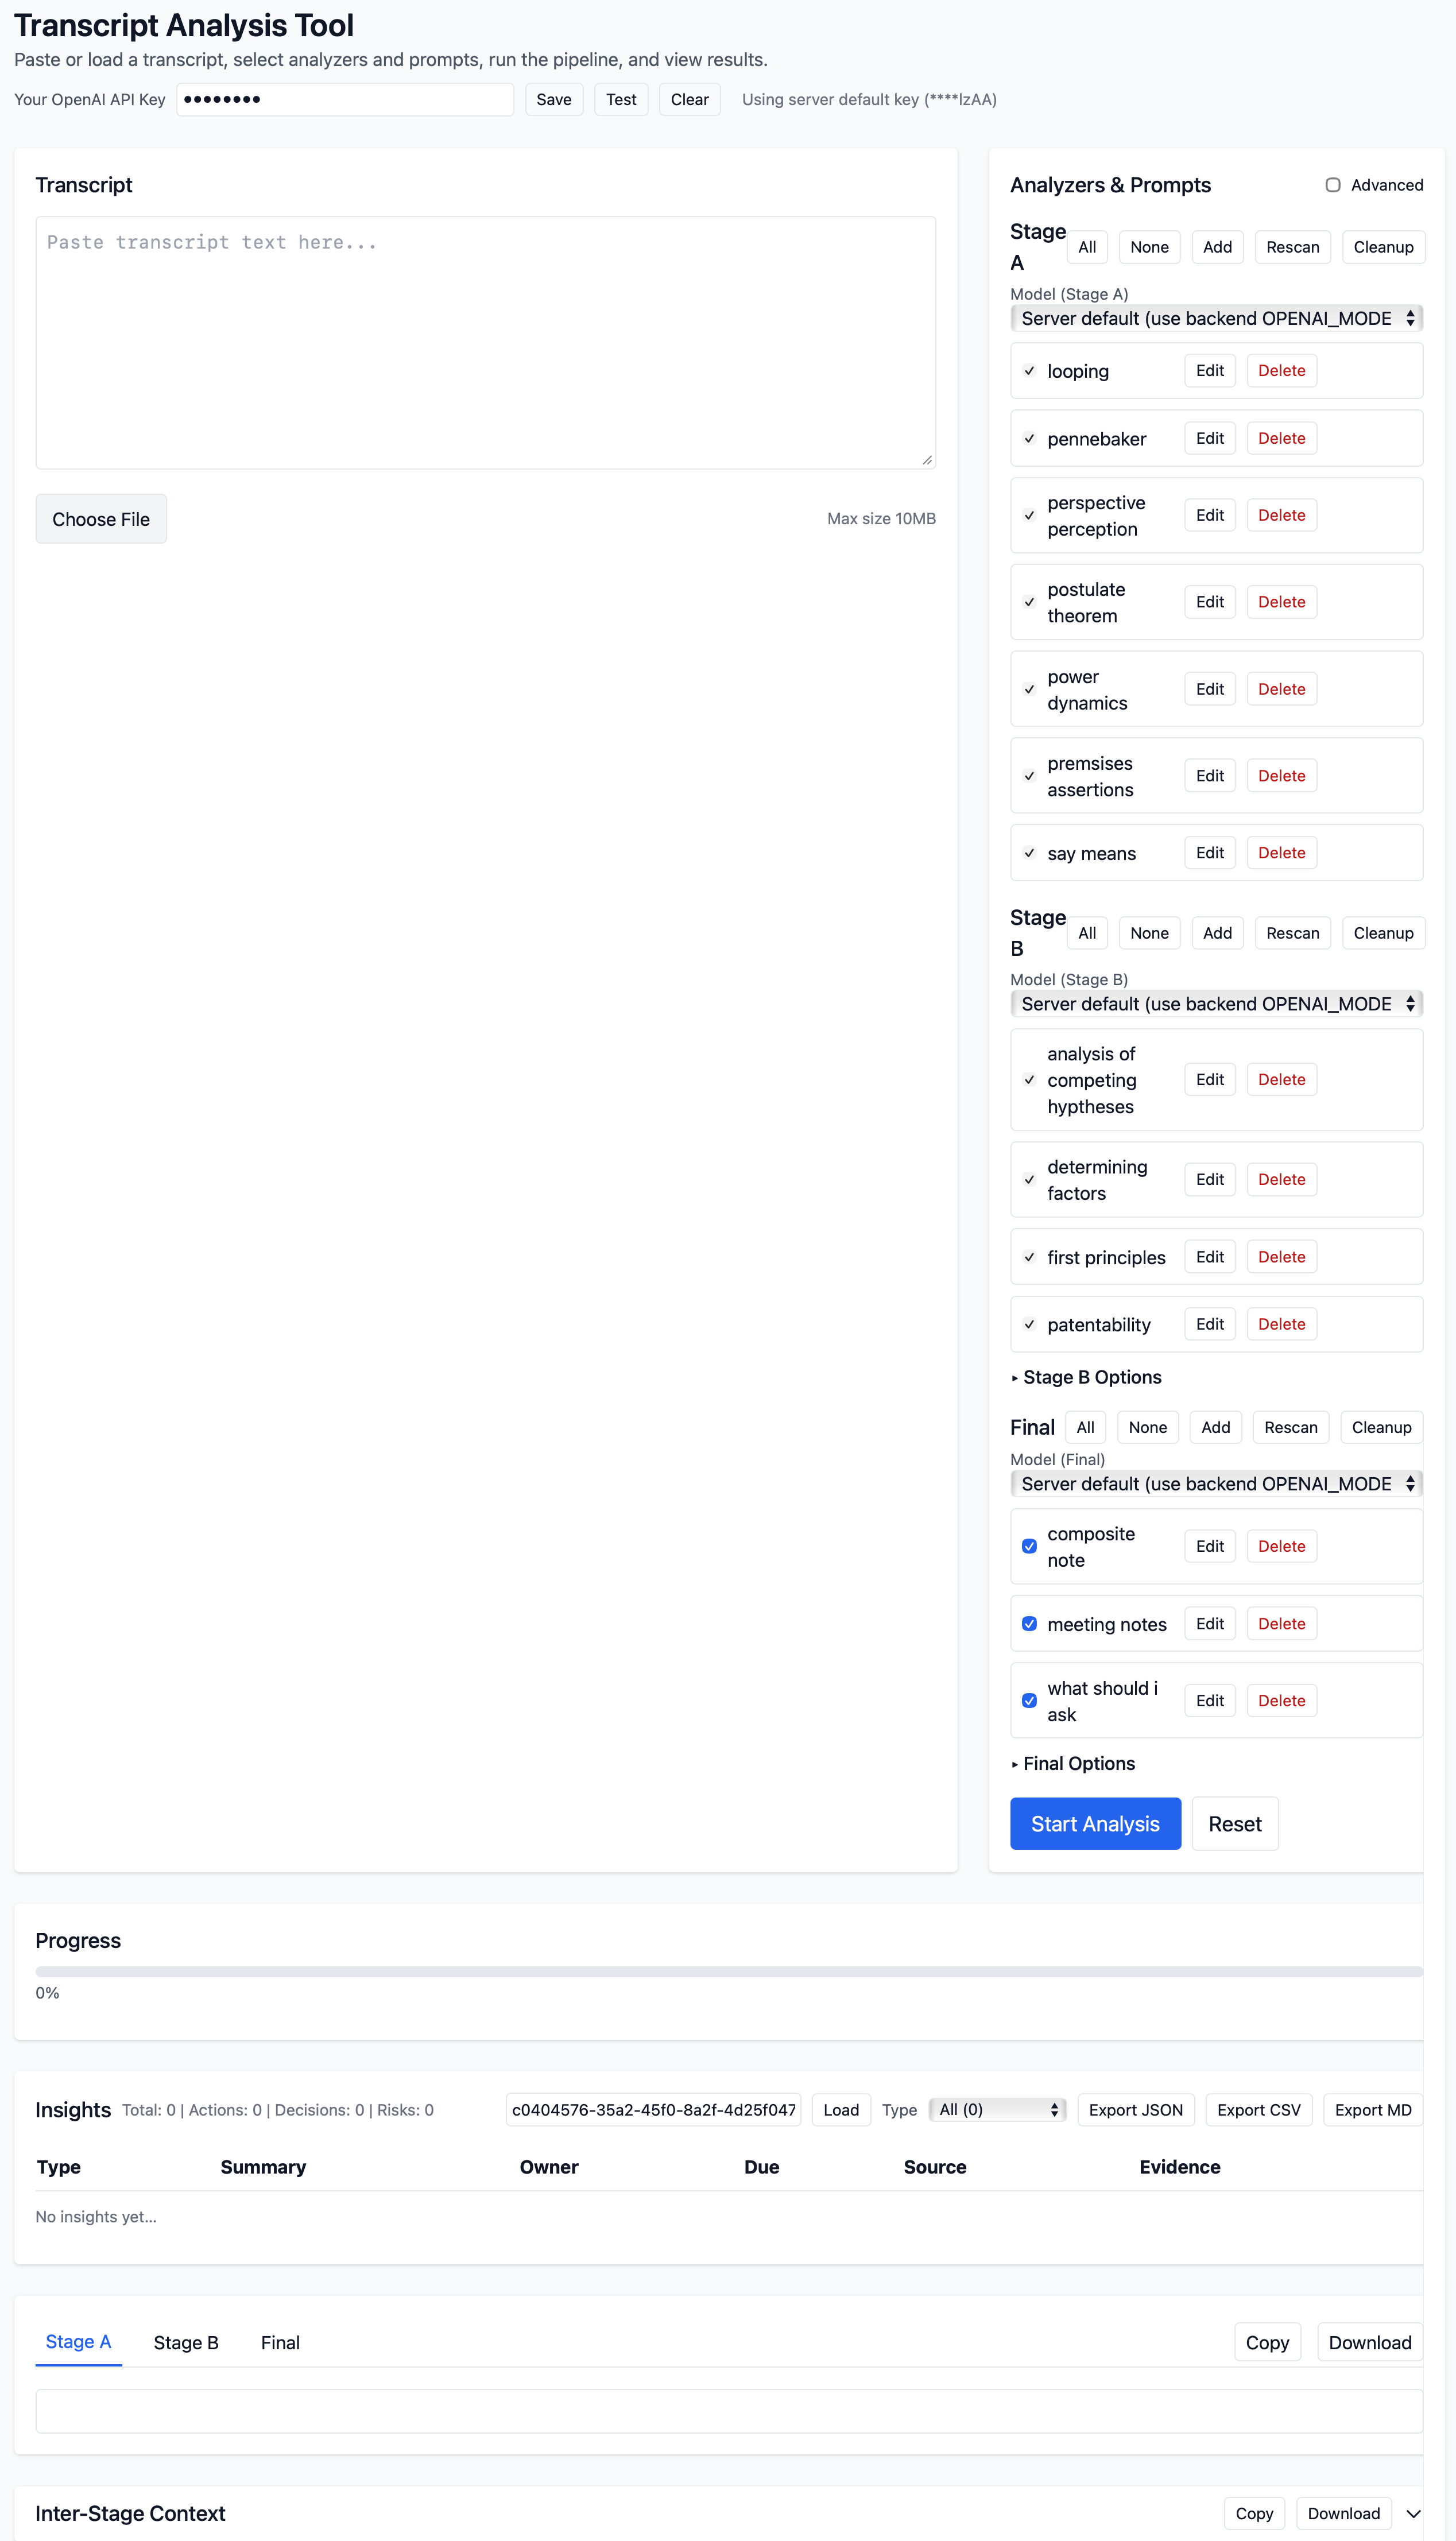 Transcript Analysis Tool
Paste or load a transcript, select analyzers and prompts, run the pipeline, and view results.
Your OpenAI API Key •••••••• Save Test Clear Using server default key (****IzAA)
Transcript
Paste transcript text here...
Choose File Max size 10MB
Analyzers & Prompts Advanced
Stage
A
All None Add Rescan Cleanup
Model (Stage A)
Server default (use backend OPENAI_MODE
looping Edit Delete
pennebaker Edit Delete
perspective
perception
Edit Delete
postulate
theorem
Edit Delete
power
dynamics
Edit Delete
premsises
assertions
Edit Delete
say means Edit Delete
Stage
B
All None Add Rescan Cleanup
Model (Stage B)
Server default (use backend OPENAI_MODE
analysis of
competing
hyptheses
Edit Delete
determining
factors
Edit Delete
first principles Edit Delete
patentability Edit Delete
Stage B Options
Final All None Add Rescan Cleanup
Model (Final)
Server default (use backend OPENAI_MODE
composite
note
Edit Delete
meeting notes Edit Delete
what should i
ask
Edit Delete
Final Options
Start Analysis Reset
Progress
0%
Insights Total: 0 | Actions: 0 | Decisions: 0 | Risks: 0 c0404576-35a2-45f0-8a2f-4d25f047 Load Type All (0) Export JSON Export CSV Export MD
Type Summary Owner Due Source Evidence
No insights yet...
Stage A Stage B Final Copy Download
Inter-Stage Context Copy Download